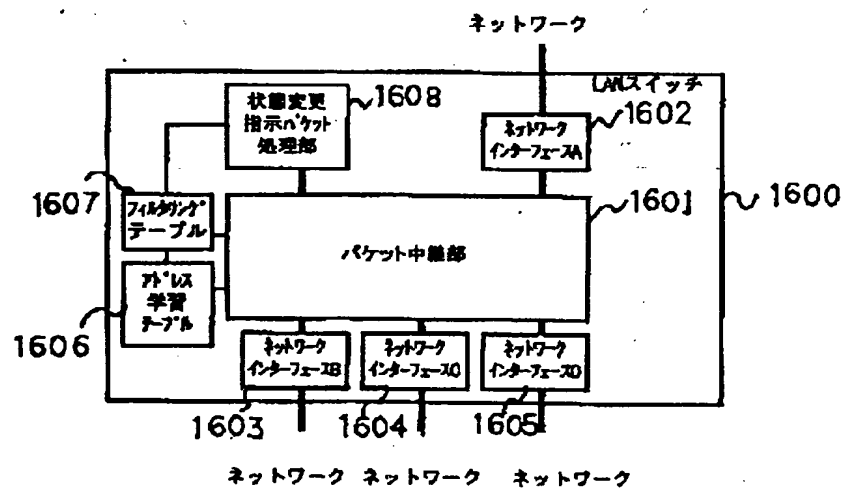 ネットワーク
LANスイッチ
状態変更
指示パケット
処理部
1608
ネットワーク
インターフェースA
1602
1607
フィルタリング
テーブル
1601
1600
パケット中継部
アドレス
学習
テーブル
1606
ネットワーク
インターフェースB
ネットワーク
インターフェースC
ネットワーク
インターフェースD
1603
1604
1605
ネットワーク ネットワーク ネットワーク